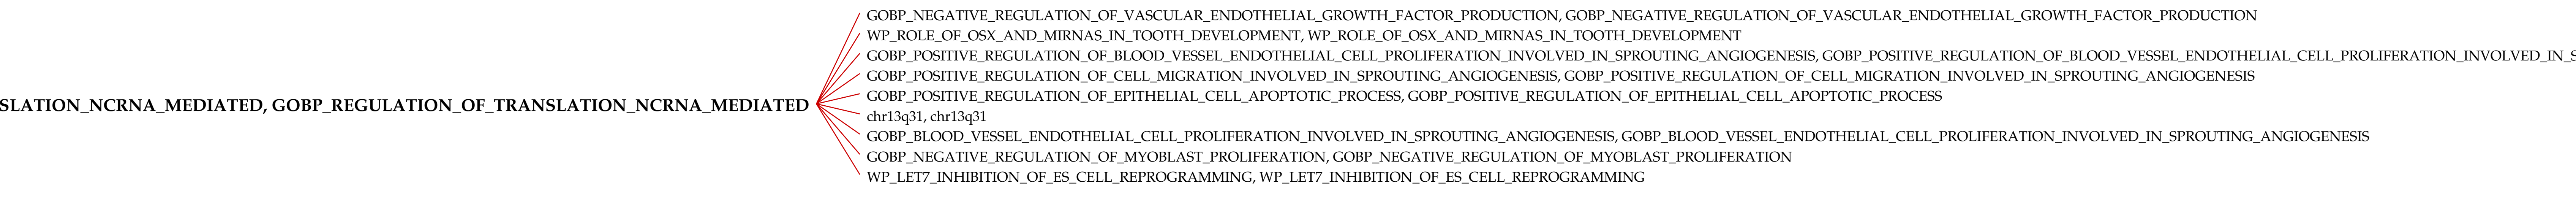 GOBP_NEGATIVE_REGULATION_OF_VASCULAR_ENDOTHELIAL_GROWTH_FACTOR_PRODUCTION, GOBP_NEGATIVE_REGULATION_OF_VASCULAR_ENDOTHELIAL_GROWTH_FACTOR_PRODUCTION
WP_ROLE_OF_OSX_AND_MIRNAS_IN_TOOTH_DEVELOPMENT, WP_ROLE_OF_OSX_AND_MIRNAS_IN_TOOTH_DEVELOPMENT
GOBP_POSITIVE_REGULATION_OF_BLOOD_VESSEL_ENDOTHELIAL_CELL_PROLIFERATION_INVOLVED_IN_SPROUTING_ANGIOGENESIS, GOBP_POSITIVE_REGULATION_OF_BLOOD_VESSEL_ENDOTHELIAL_CELL_PROLIFERATION_INVOLVED_IN_S
GOBP_POSITIVE_REGULATION_OF_CELL_MIGRATION_INVOLVED_IN_SPROUTING_ANGIOGENESIS, GOBP_POSITIVE_REGULATION_OF_CELL_MIGRATION_INVOLVED_IN_SPROUTING_ANGIOGENESIS
GOBP_POSITIVE_REGULATION_OF_EPITHELIAL_CELL_APOPTOTIC_PROCESS, GOBP_POSITIVE_REGULATION_OF_EPITHELIAL_CELL_APOPTOTIC_PROCESS
SLATION_NCRNA_MEDIATED, GOBP_REGULATION_OF_TRANSLATION_NCRNA_MEDIATED
chr13q31, chr13q31
GOBP_BLOOD_VESSEL_ENDOTHELIAL_CELL_PROLIFERATION_INVOLVED_IN_SPROUTING_ANGIOGENESIS, GOBP_BLOOD_VESSEL_ENDOTHELIAL_CELL_PROLIFERATION_INVOLVED_IN_SPROUTING_ANGIOGENESIS
GOBP_NEGATIVE_REGULATION_OF_MYOBLAST_PROLIFERATION, GOBP_NEGATIVE_REGULATION_OF_MYOBLAST_PROLIFERATION
WP_LET7_INHIBITION_OF_ES_CELL_REPROGRAMMING, WP_LET7_INHIBITION_OF_ES_CELL_REPROGRAMMING